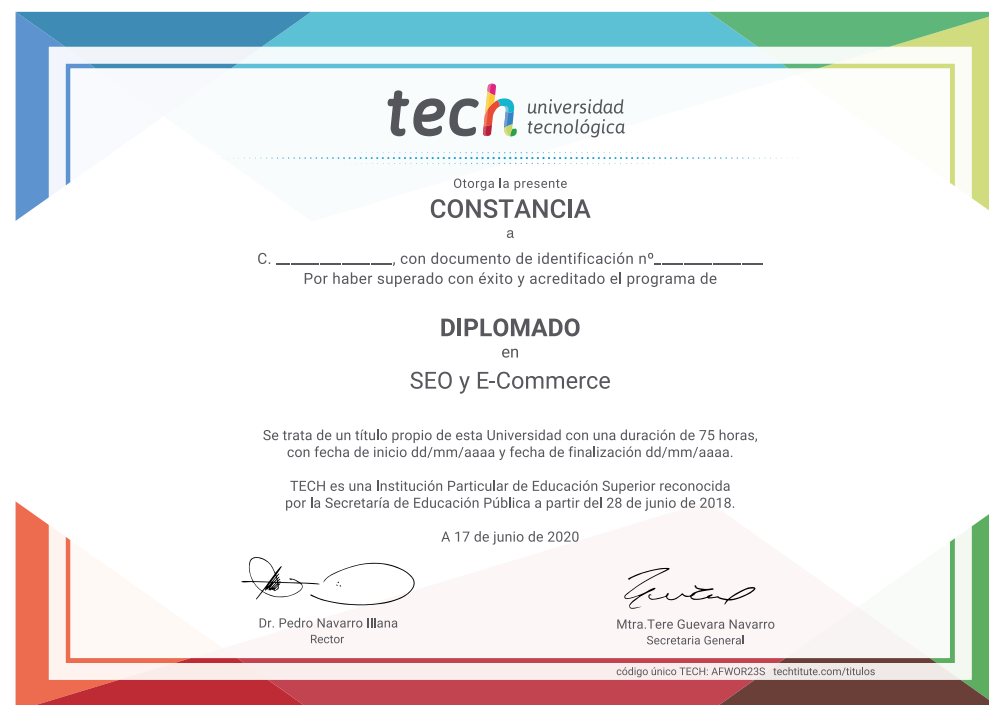 tech universidad
tecnológica
Otorga la presente
CONSTANCIA
a
C. ______________, con documento de identificación nº_____________
Por haber superado con éxito y acreditado el programa de
DIPLOMADO
en
SEO y E-Commerce
Se trata de un título propio de esta Universidad con una duración de 75 horas,
con fecha de inicio dd/mm/aaaa y fecha de finalización dd/mm/aaaa.
TECH es una Institución Particular de Educación Superior reconocida
por la Secretaría de Educación Pública a partir del 28 de junio de 2018.
A 17 de junio de 2020
Dr. Pedro Navarro Illana
Rector
Mtra.Tere Guevara Navarro
Secretaria General
código único TECH: AFWOR23S techtitute.com/titulos